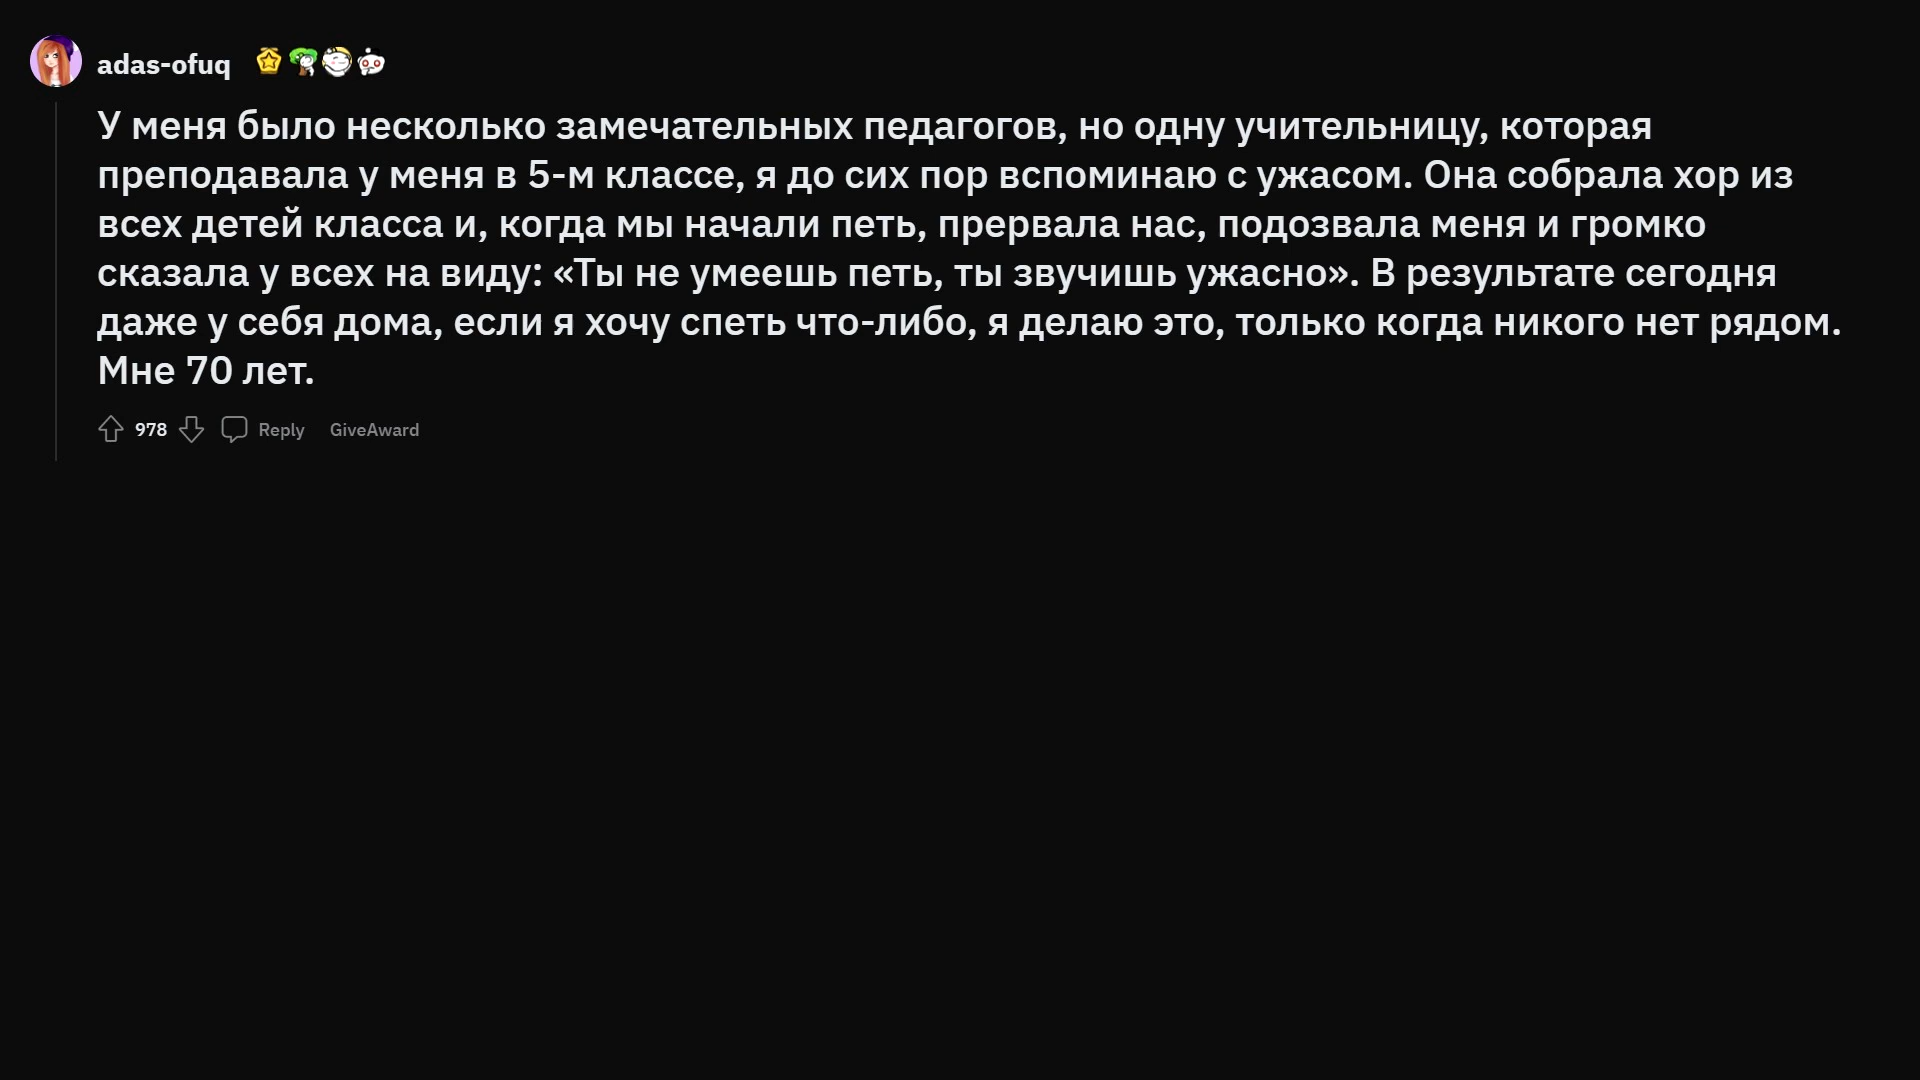 adas-ofuq
У меня было несколько замечательных педагогов, но одну учительницу, которая
преподавала у меня в 5-м классе, я до сих пор вспоминаю с ужасом. Она собрала хор из
всех детей класса и, когда мы начали петь, прервала нас, подозвала меня и громко
сказала у всех на виду: «Ты не умеешь петь, ты звучишь ужасно». В результате сегодня
даже у себя дома, если я хочу спеть что-либо, я делаю это, только когда никого нет рядом.
Мне 70 лет.
978 Reply GiveAward